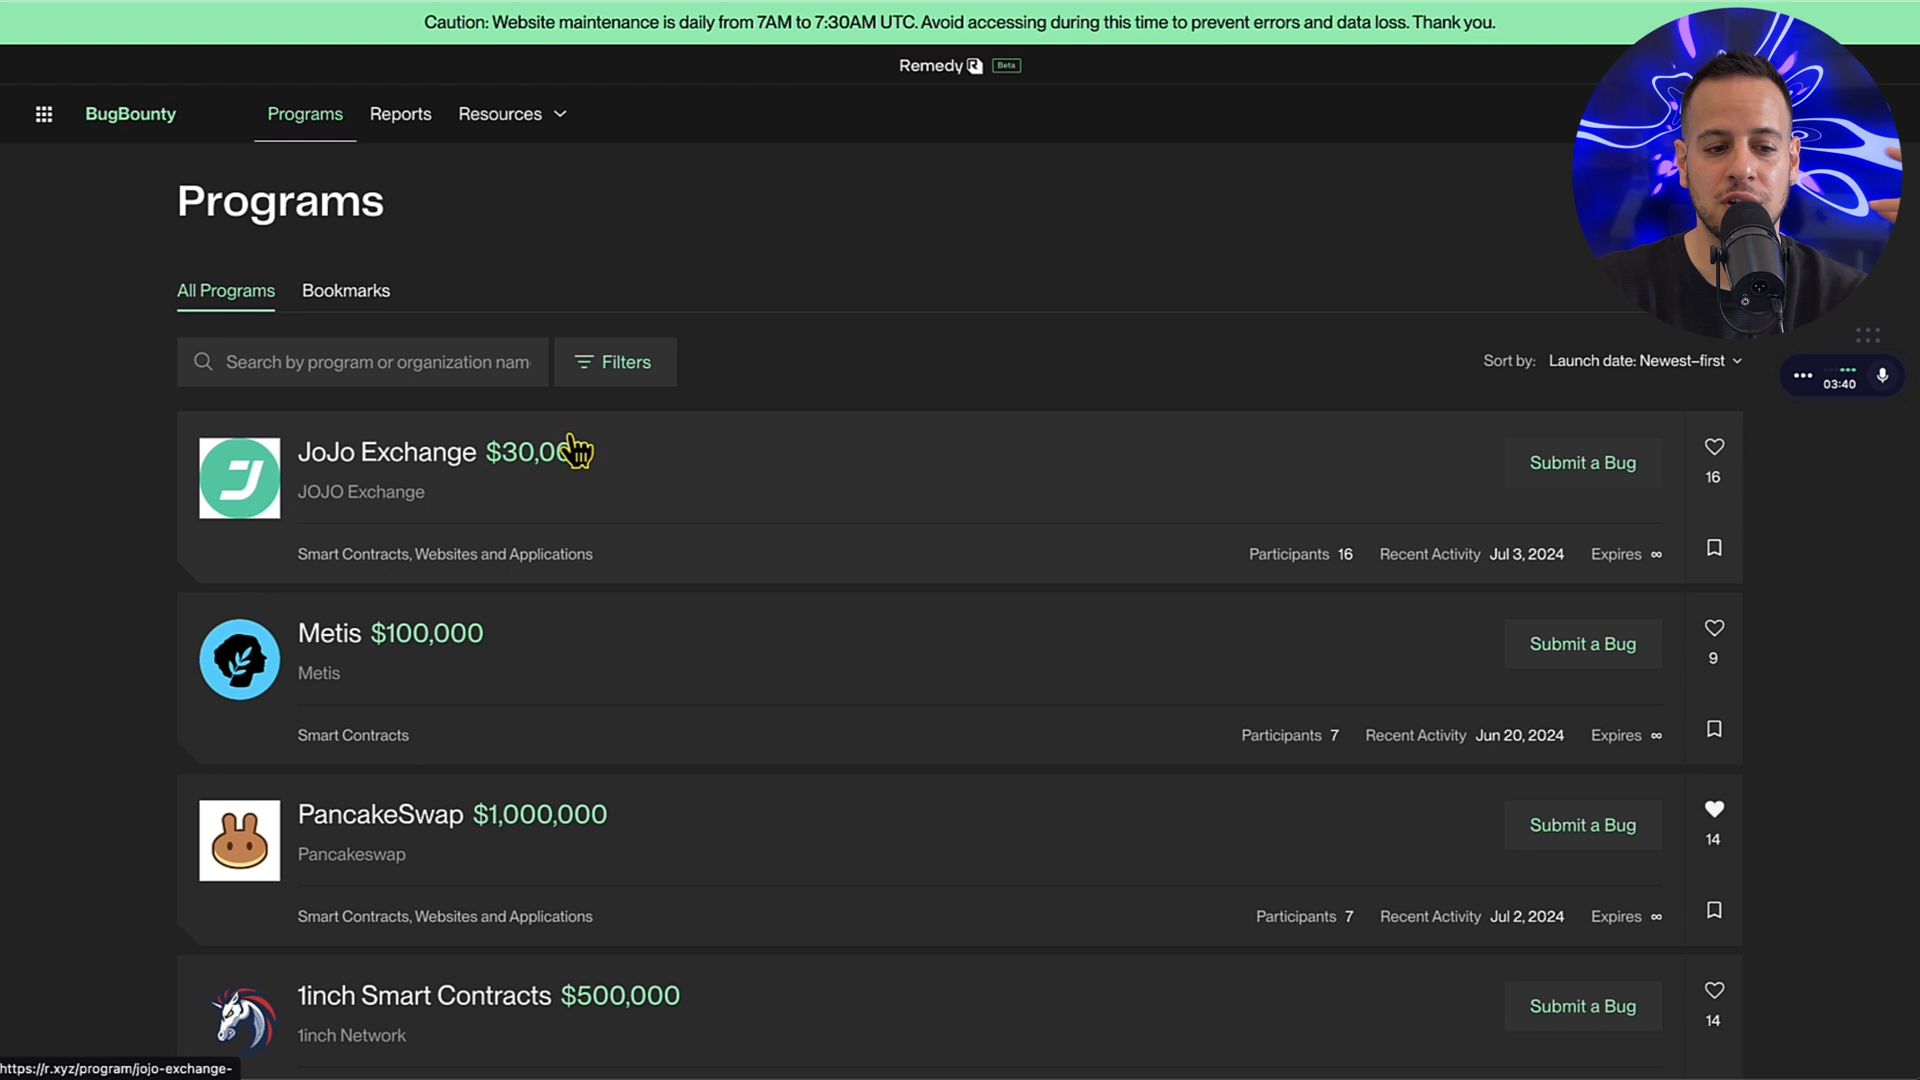 Caution: Website maintenance is daily from 7AM to 7:30AM UTC. Avoid accessing during this time to prevent errors and data loss. Thank you.
Remedy Beta
BugBounty Programs Reports Resources
Programs
All Programs Bookmarks
Search by program or organization nam
Filters
Sort by: Launch date: Newest–first
03:40
JoJo Exchange $30,00
Submit a Bug
16
JOJO Exchange
Smart Contracts, Websites and Applications
Participants 16 Recent Activity Jul 3, 2024 Expires ∞
Metis $100,000
Submit a Bug
9
Metis
Smart Contracts
Participants 7 Recent Activity Jun 20, 2024 Expires ∞
PancakeSwap $1,000,000
Submit a Bug
14
Pancakeswap
Smart Contracts, Websites and Applications
Participants 7 Recent Activity Jul 2, 2024 Expires ∞
1inch Smart Contracts $500,000
Submit a Bug
14
1inch Network
https://r.xyz/program/jojo-exchange-